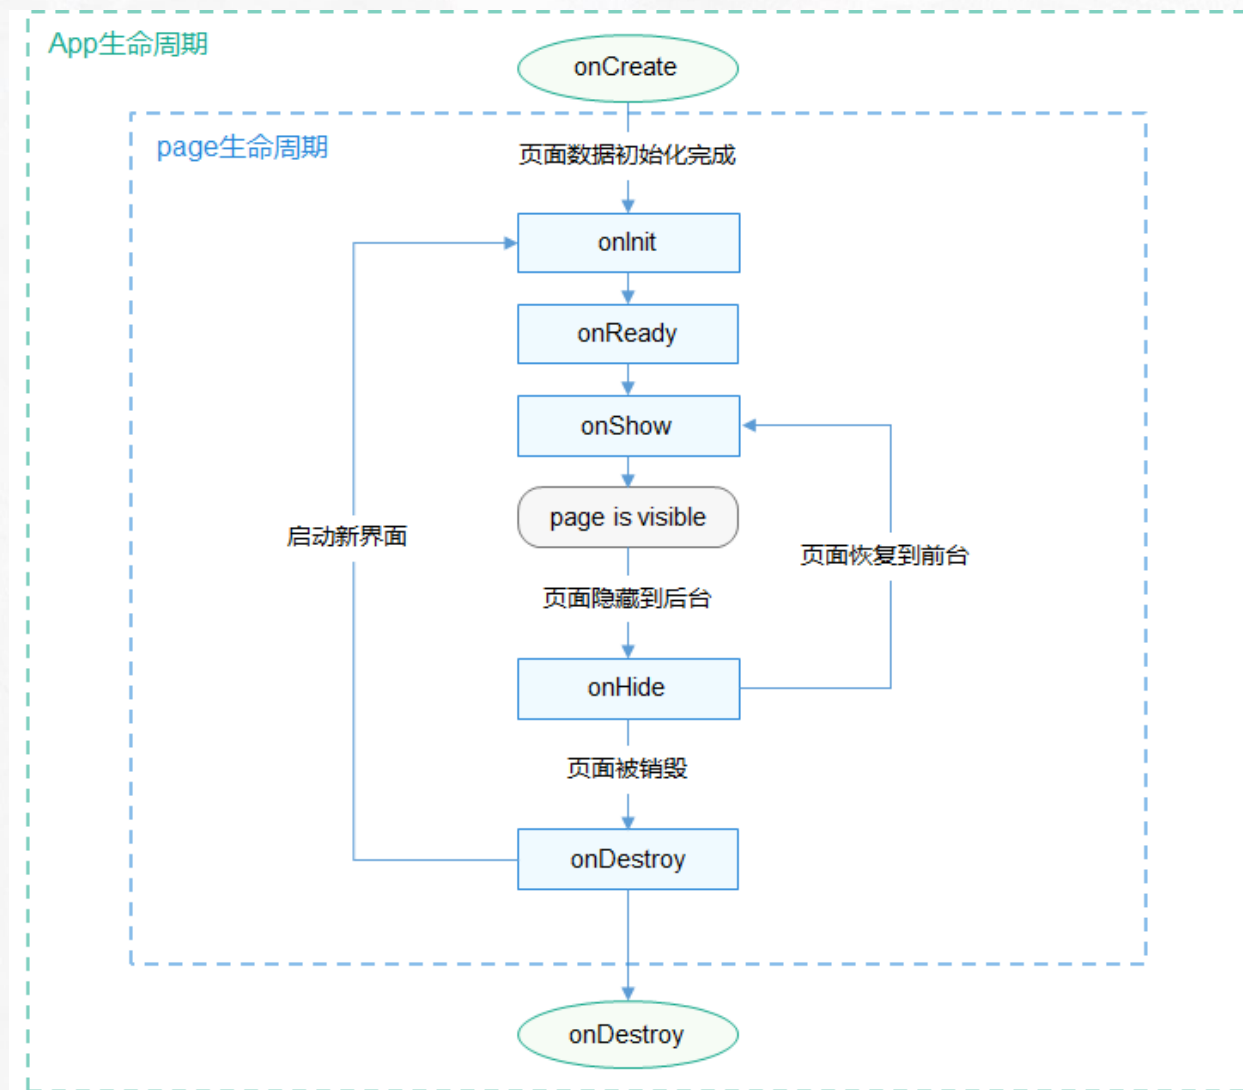 App生命周期
onCreate
page生命周期
页面数据初始化完成
onInit
onReady
onShow
page is visible
启动新界面
页面恢复到前台
页面隐藏到后台
onHide
页面被销毁
onDestroy
onDestroy